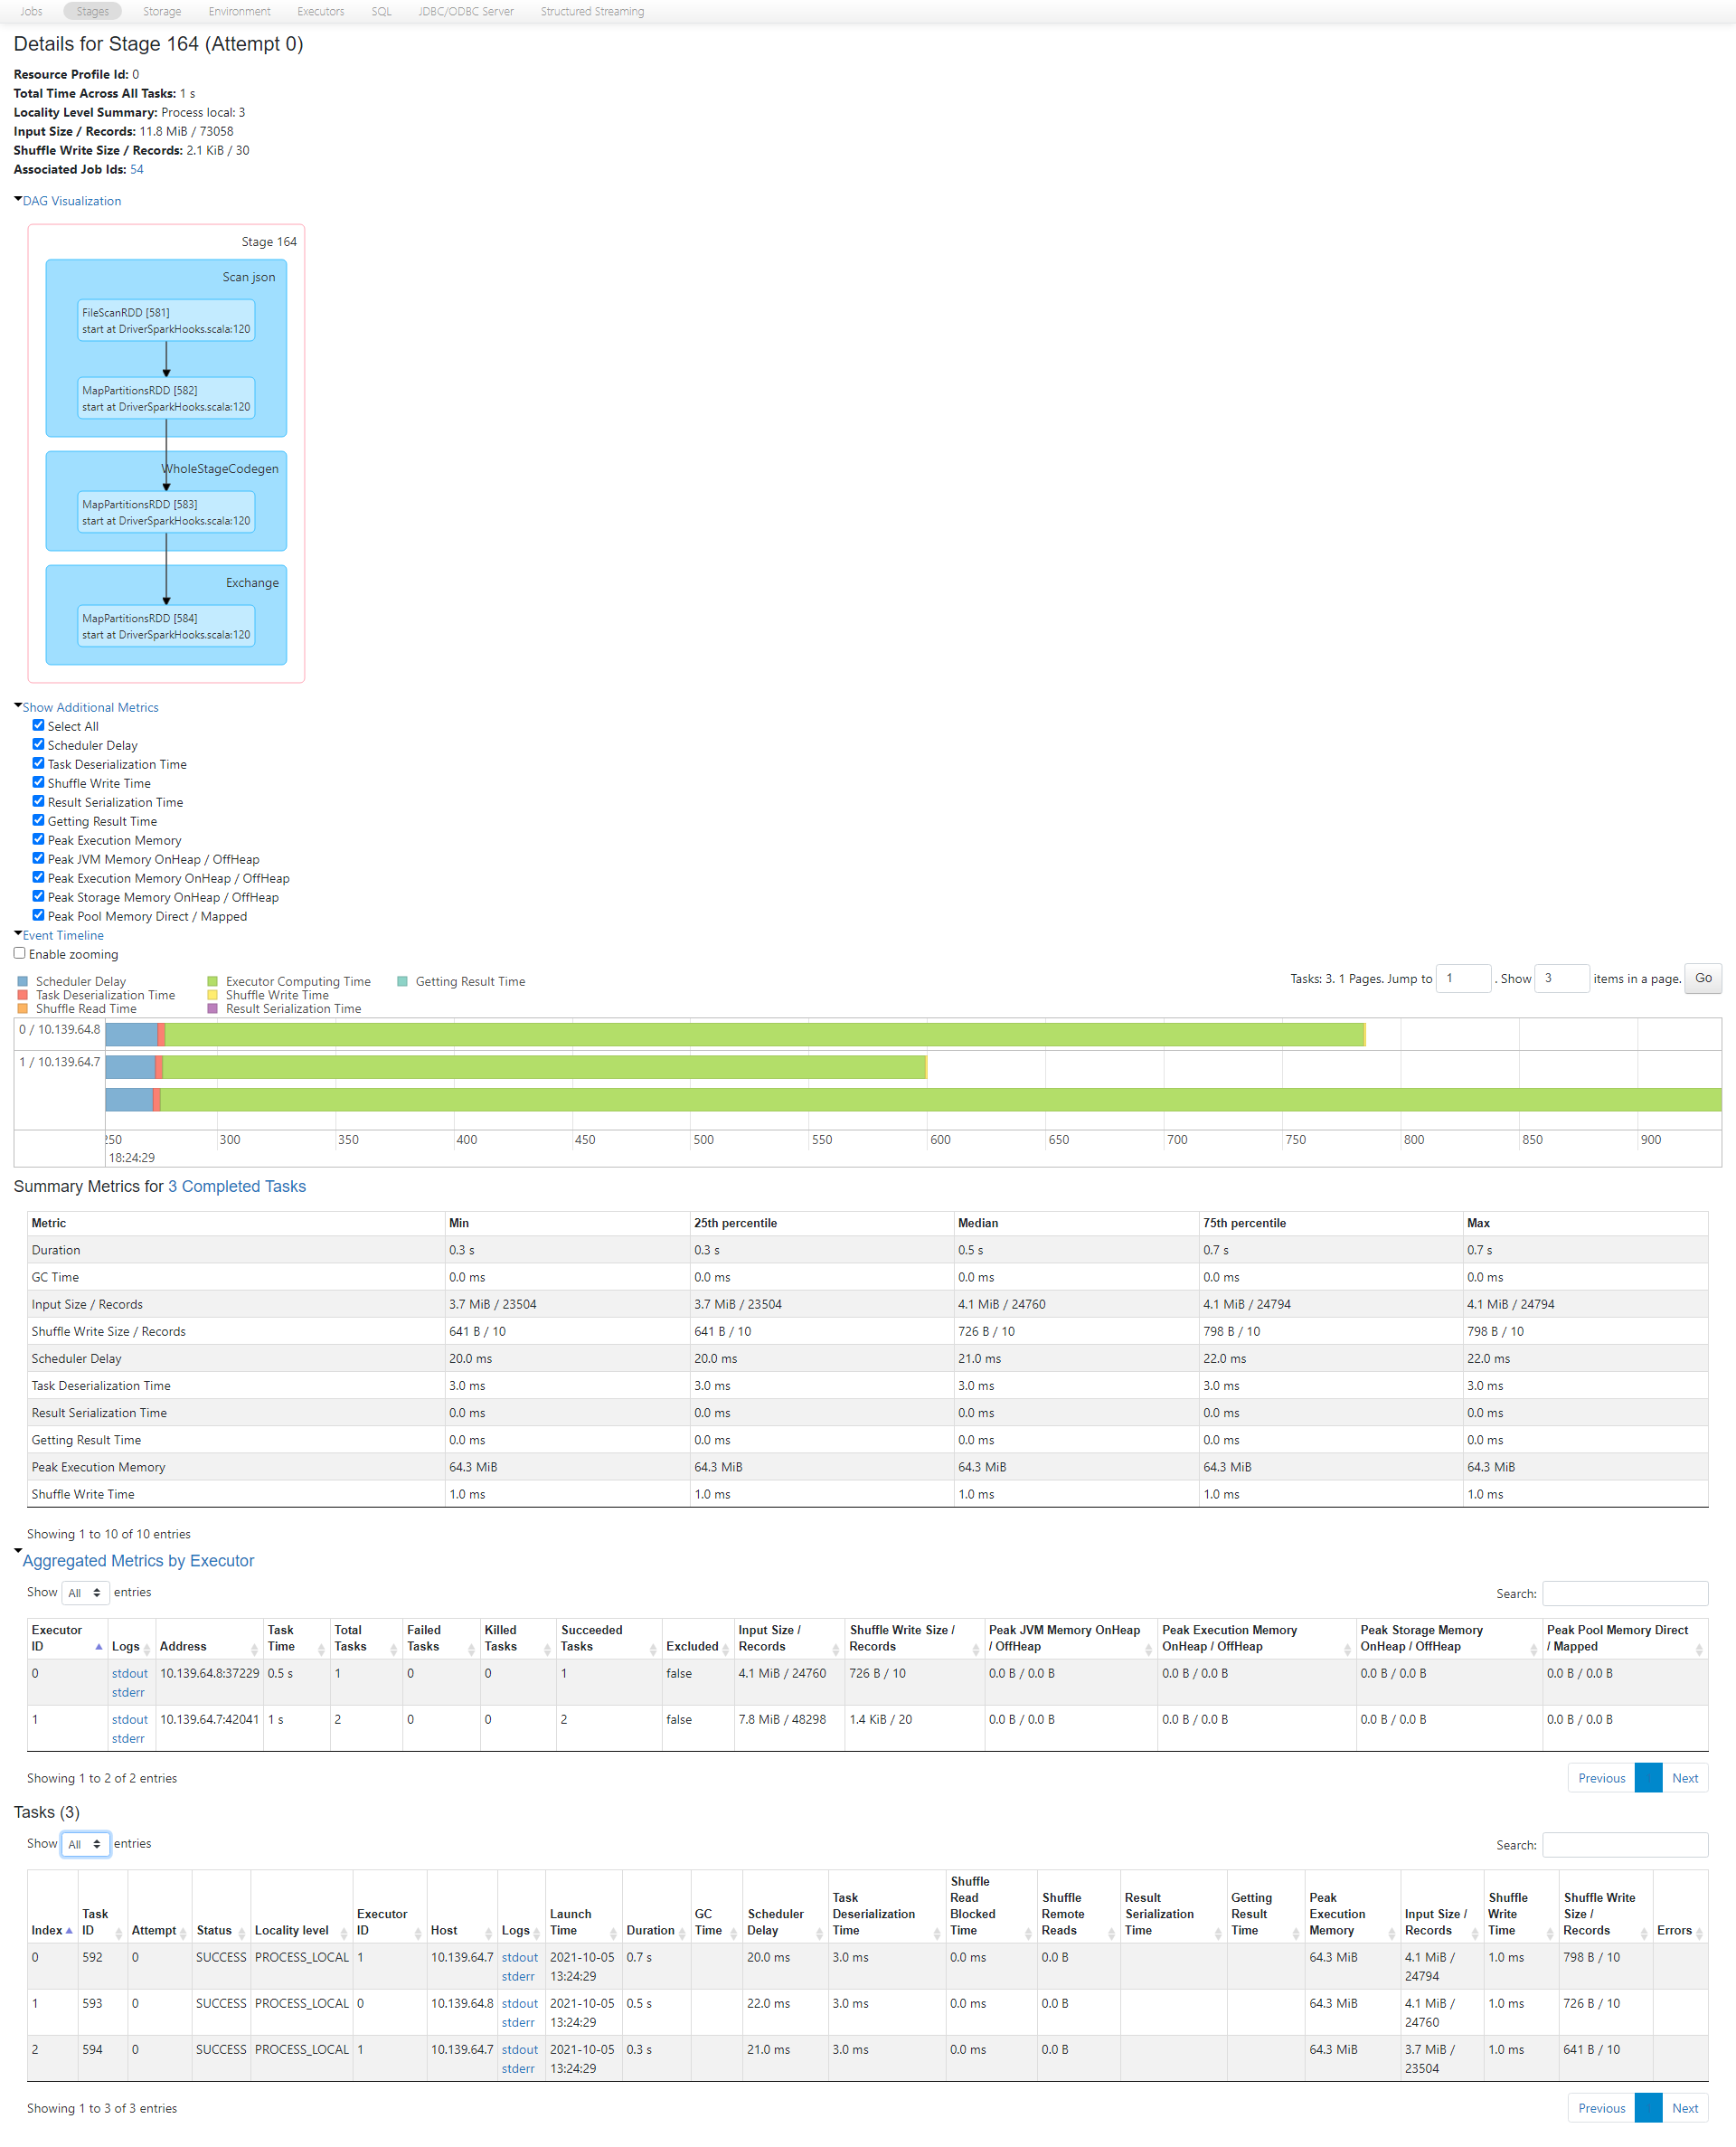 Jobs Stages Storage Environment Executors SQL JDBC/ODBC Server Structured Streaming
Details for Stage 164 (Attempt 0)
Resource Profile Id: 0
Total Time Across All Tasks: 1 s
Locality Level Summary: Process local: 3
Input Size / Records: 11.8 MiB / 73058
Shuffle Write Size / Records: 2.1 KiB / 30
Associated Job Ids: 54
DAG Visualization
Stage 164
Scan json
FileScanRDD [581]
start at DriverSparkHooks.scala:120
MapPartitionsRDD [582]
start at DriverSparkHooks.scala:120
WholeStageCodegen
MapPartitionsRDD [583]
start at DriverSparkHooks.scala:120
Exchange
MapPartitionsRDD [584]
start at DriverSparkHooks.scala:120
Show Additional Metrics
Select All
Scheduler Delay
Task Deserialization Time
Shuffle Write Time
Result Serialization Time
Getting Result Time
Peak Execution Memory
Peak JVM Memory OnHeap / OffHeap
Peak Execution Memory OnHeap / OffHeap
Peak Storage Memory OnHeap / OffHeap
Peak Pool Memory Direct / Mapped
Event Timeline
Enable zooming
Scheduler Delay Executor Computing Time Getting Result Time
Task Deserialization Time Shuffle Write Time
Shuffle Read Time Result Serialization Time
Tasks: 3. 1 Pages. Jump to 1 . Show 3 items in a page. Go
0 / 10.139.64.8
1 / 10.139.64.7
250 300 350 400 450 500 550 600 650 700 750 800 850 900
18:24:29
Summary Metrics for 3 Completed Tasks
Metric Min 25th percentile Median 75th percentile Max
Duration 0.3 s 0.3 s 0.5 s 0.7 s 0.7 s
GC Time 0.0 ms 0.0 ms 0.0 ms 0.0 ms 0.0 ms
Input Size / Records 3.7 MiB / 23504 3.7 MiB / 23504 4.1 MiB / 24760 4.1 MiB / 24794 4.1 MiB / 24794
Shuffle Write Size / Records 641 B / 10 641 B / 10 726 B / 10 798 B / 10 798 B / 10
Scheduler Delay 20.0 ms 20.0 ms 21.0 ms 22.0 ms 22.0 ms
Task Deserialization Time 3.0 ms 3.0 ms 3.0 ms 3.0 ms 3.0 ms
Result Serialization Time 0.0 ms 0.0 ms 0.0 ms 0.0 ms 0.0 ms
Getting Result Time 0.0 ms 0.0 ms 0.0 ms 0.0 ms 0.0 ms
Peak Execution Memory 64.3 MiB 64.3 MiB 64.3 MiB 64.3 MiB 64.3 MiB
Shuffle Write Time 1.0 ms 1.0 ms 1.0 ms 1.0 ms 1.0 ms
Showing 1 to 10 of 10 entries
Aggregated Metrics by Executor
Show All entries Search:
Executor ID Logs Address Task Time Total Tasks Failed Tasks Killed Tasks Succeeded Tasks Excluded Input Size / Records Shuffle Write Size / Records Peak JVM Memory OnHeap / OffHeap Peak Execution Memory OnHeap / OffHeap Peak Storage Memory OnHeap / OffHeap Peak Pool Memory Direct / Mapped
0 stdout 10.139.64.8:37229 0.5 s 1 0 0 1 false 4.1 MiB / 24760 726 B / 10 0.0 B / 0.0 B 0.0 B / 0.0 B 0.0 B / 0.0 B 0.0 B / 0.0 B
stderr
1 stdout 10.139.64.7:42041 1 s 2 0 0 2 false 7.8 MiB / 48298 1.4 KiB / 20 0.0 B / 0.0 B 0.0 B / 0.0 B 0.0 B / 0.0 B 0.0 B / 0.0 B
stderr
Showing 1 to 2 of 2 entries Previous Next
Tasks (3)
Show All entries Search:
Index Task ID Attempt Status Locality level Executor ID Host Logs Launch Time Duration GC Time Scheduler Delay Task Deserialization Time Shuffle Read Blocked Time Shuffle Remote Reads Result Serialization Time Getting Result Time Peak Execution Memory Input Size / Records Shuffle Write Time Shuffle Write Size / Records Errors
0 592 0 SUCCESS PROCESS_LOCAL 1 10.139.64.7 stdout 2021-10-05 0.7 s 20.0 ms 3.0 ms 0.0 ms 0.0 B 64.3 MiB 4.1 MiB / 1.0 ms 798 B / 10
stderr 13:24:29 24794
1 593 0 SUCCESS PROCESS_LOCAL 0 10.139.64.8 stdout 2021-10-05 0.5 s 22.0 ms 3.0 ms 0.0 ms 0.0 B 64.3 MiB 4.1 MiB / 1.0 ms 726 B / 10
stderr 13:24:29 24760
2 594 0 SUCCESS PROCESS_LOCAL 1 10.139.64.7 stdout 2021-10-05 0.3 s 21.0 ms 3.0 ms 0.0 ms 0.0 B 64.3 MiB 3.7 MiB / 1.0 ms 641 B / 10
stderr 13:24:29 23504
Showing 1 to 3 of 3 entries Previous Next